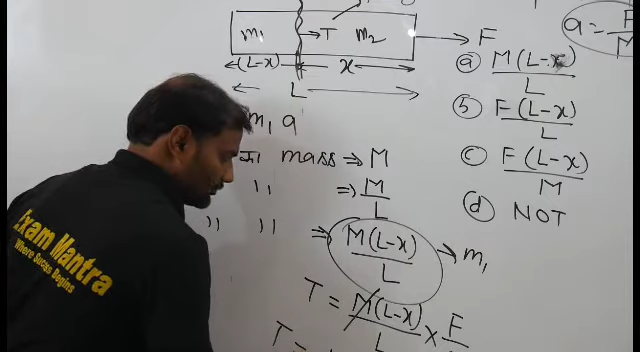 m₁ → T m₂ → F
(L-x) x
L
a = F
M
ⓐ M(L-x)
L
ⓑ F(L-x)
L
ⓒ F(L-x)
M
ⓓ NOT
m₁ a
का mass ⇒ M
,, ⇒ M
L
,, ,, ⇒ M(L-x) → m₁
L
T = M(L-x) × F
L
T =
Exam Mantra
Where Success Begins